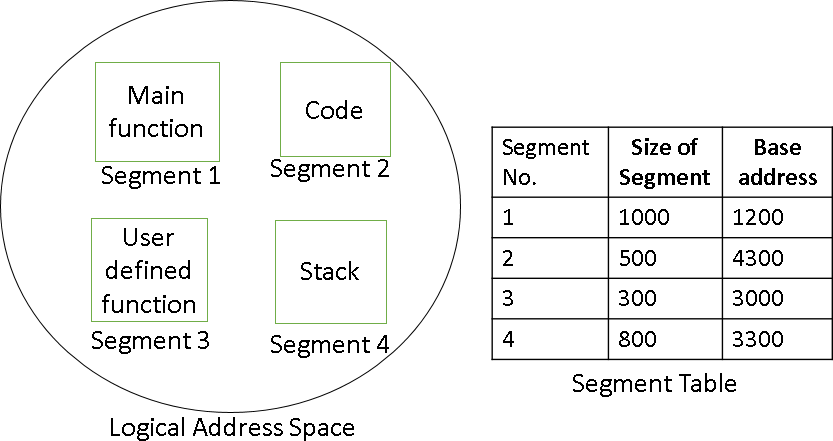 Main
function
Segment 1
Code
Segment 2
User
defined
function
Segment 3
Stack
Segment 4
Logical Address Space
Segment No. Size of Segment Base address
1 1000 1200
2 500 4300
3 300 3000
4 800 3300
Segment Table